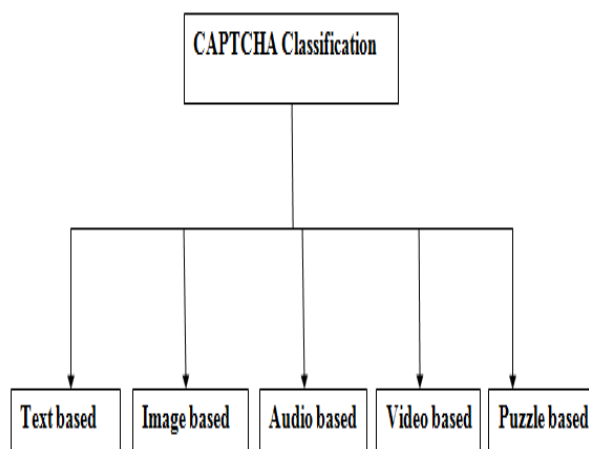 CAPTCHA Classification
Text based
Image based
Audio based
Video based
Puzzle based